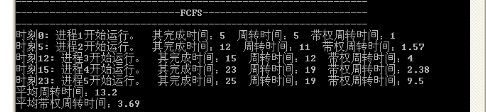 ------------------------------------------------------------
----------------------------FCFS----------------------------
------------------------------------------------------------
时刻0：进程1开始运行。 其完成时间：5 周转时间：5 带权周转时间：1
时刻5：进程2开始运行。 其完成时间：12 周转时间：11 带权周转时间：1.57
时刻12：进程3开始运行。 其完成时间：15 周转时间：12 带权周转时间：4
时刻15：进程4开始运行。 其完成时间：23 周转时间：19 带权周转时间：2.38
时刻23：进程5开始运行。 其完成时间：25 周转时间：19 带权周转时间：9.5
平均周转时间：13.2
平均带权周转时间：3.69